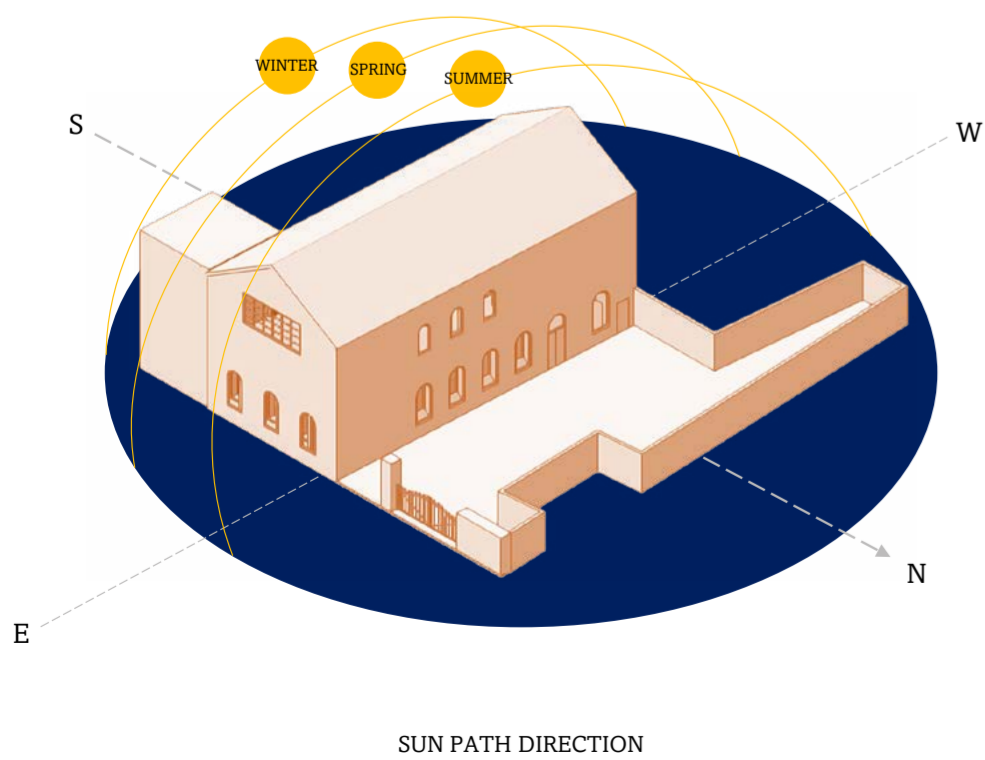 WINTER
SPRING
SUMMER
S
W
N
E
SUN PATH DIRECTION